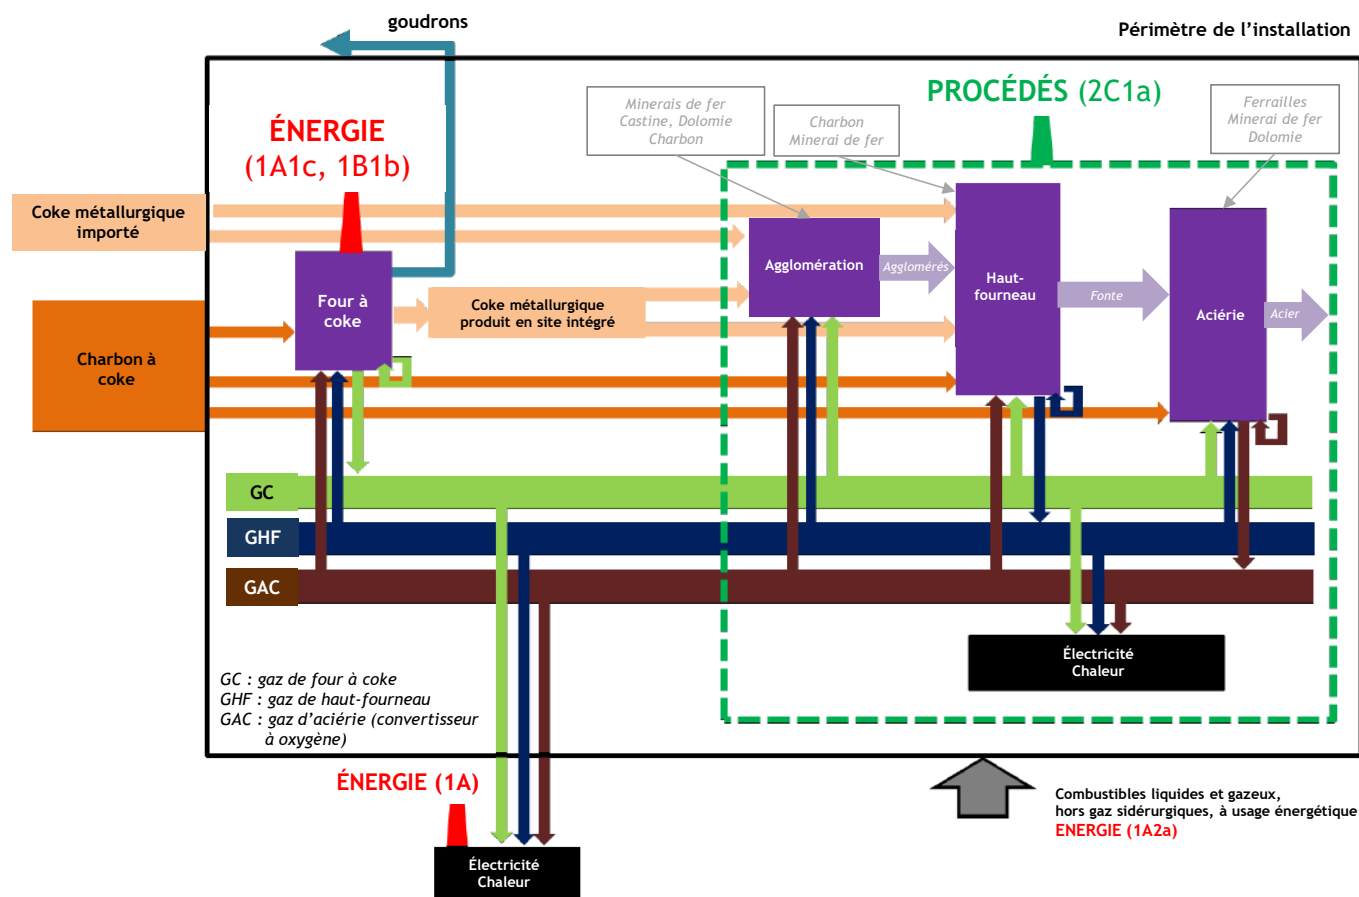 goudrons
Périmètre de l’installation
PROCÉDÉS (2C1a)
Minerais de fer
Castine, Dolomie
Charbon
Charbon
Minerai de fer
Ferrailles
Minerai de fer
Dolomie
ÉNERGIE
(1A1c, 1B1b)
Coke métallurgique
importé
Four à
coke
Coke métallurgique
produit en site intégré
Agglomération
Agglomérés
Haut-
fourneau
Fonte
Aciérie
Acier
Charbon à
coke
GC
GHF
GAC
Électricité
Chaleur
GC : gaz de four à coke
GHF : gaz de haut-fourneau
GAC : gaz d’aciérie (convertisseur
à oxygène)
ÉNERGIE (1A)
Électricité
Chaleur
Combustibles liquides et gazeux,
hors gaz sidérurgiques, à usage énergétique
ENERGIE (1A2a)